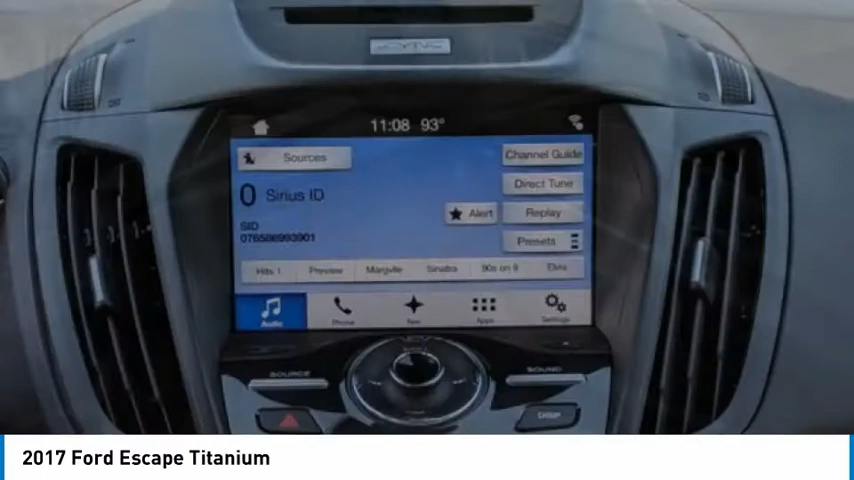 SYNC
11:08 93°
Sources
Channel Guide
0 Sirius ID
Direct Tune
Alert
Replay
SID
Presets
Hits 1 Preview Margville Sinatra 90s on 9 Elvis
Audio Phone Nav Apps Settings
SOURCE
SOUND
DISP
2017 Ford Escape Titanium